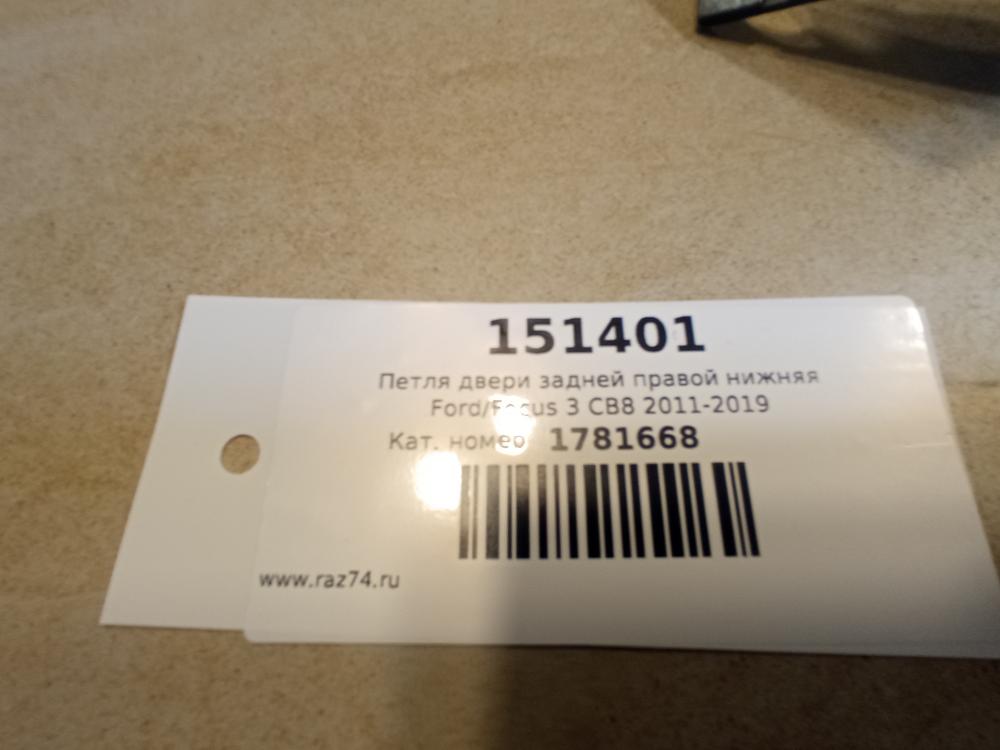 151401
Петля двери задней правой нижняя
Ford/Focus 3 CB8 2011-2019
Кат. номер 1781668
www.raz74.ru